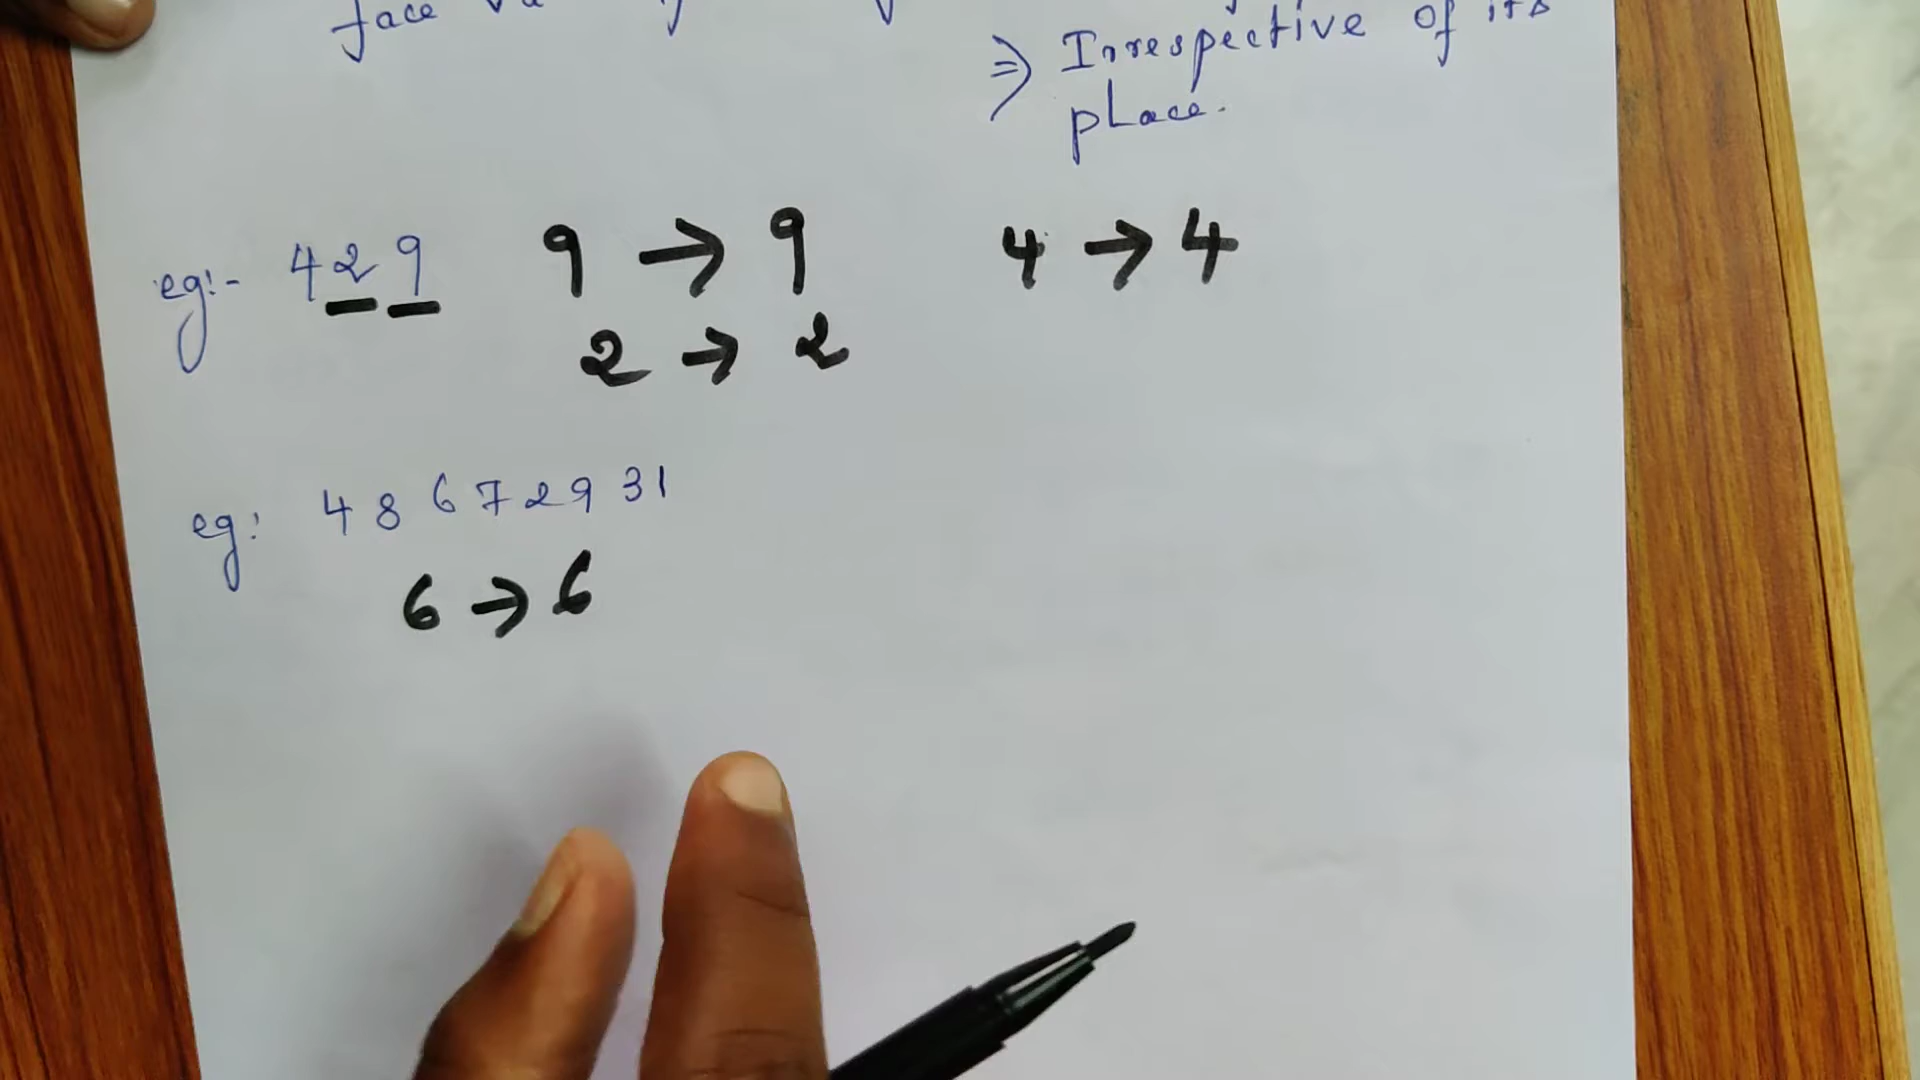 face
⇒ Irrespective of its
place.
eg:- 429 9 → 9 4 → 4
2 → 2
eg: 48672931
6 → 6